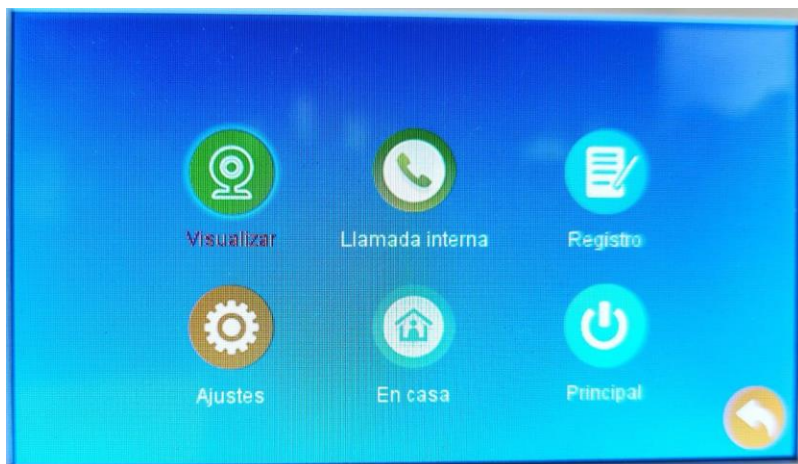 Visualizar
Llamada interna
Registro
Ajustes
En casa
Principal